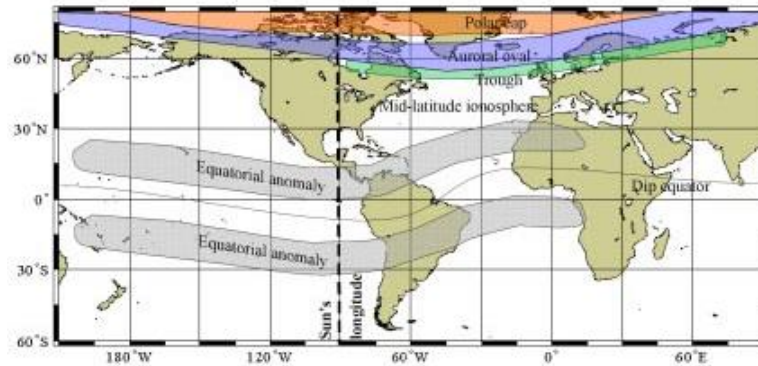 Polar cap
Auroral oval
60°N
Trough
Mid-latitude ionosphere
30°N
Equatorial anomaly
Dip equator
0°
Equatorial anomaly
30°S
Sun's
longitude
60°S
180°W
120°W
60°W
0°
60°E